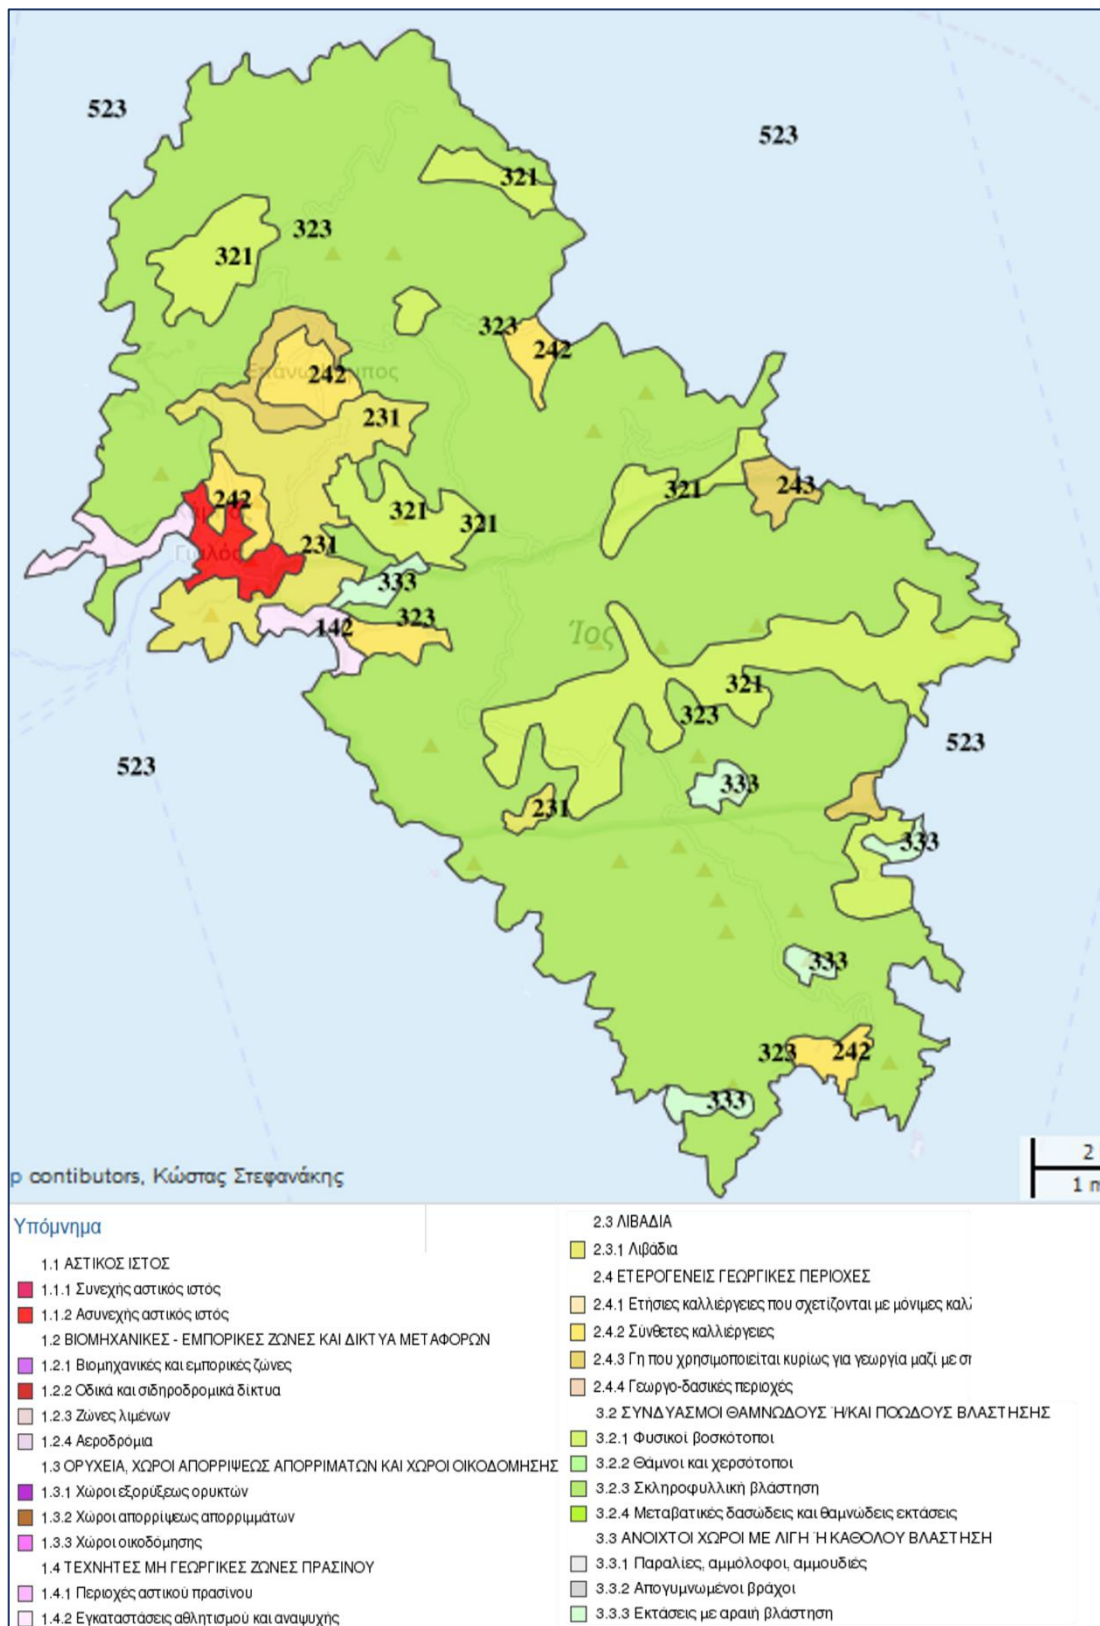 523
523
321
323
321
323
242
Επάνω Κάμπος
242
231
321
243
242
321
321
Γιαλός
231
333
323
142
Ίος
321
323
523
523
333
231
333
333
323
242
333
2
1 m
p contibutors, Κώστας Στεφανάκης
Υπόμνημα
1.1 ΑΣΤΙΚΟΣ ΙΣΤΟΣ
1.1.1 Συνεχής αστικός ιστός
1.1.2 Ασυνεχής αστικός ιστός
1.2 ΒΙΟΜΗΧΑΝΙΚΕΣ - ΕΜΠΟΡΙΚΕΣ ΖΩΝΕΣ ΚΑΙ ΔΙΚΤΥΑ ΜΕΤΑΦΟΡΩΝ
1.2.1 Βιομηχανικές και εμπορικές ζώνες
1.2.2 Οδικά και σιδηροδρομικά δίκτυα
1.2.3 Ζώνες λιμένων
1.2.4 Αεροδρόμια
1.3 ΟΡΥΧΕΙΑ, ΧΩΡΟΙ ΑΠΟΡΡΙΨΕΩΣ ΑΠΟΡΡΙΜΑΤΩΝ ΚΑΙ ΧΩΡΟΙ ΟΙΚΟΔΟΜΗΣΗΣ
1.3.1 Χώροι εξορύξεως ορυκτών
1.3.2 Χώροι απορρίψεως απορριμμάτων
1.3.3 Χώροι οικοδόμησης
1.4 ΤΕΧΝΗΤΕΣ ΜΗ ΓΕΩΡΓΙΚΕΣ ΖΩΝΕΣ ΠΡΑΣΙΝΟΥ
1.4.1 Περιοχές αστικού πρασίνου
1.4.2 Εγκαταστάσεις αθλητισμού και αναψυχής
2.3 ΛΙΒΑΔΙΑ
2.3.1 Λιβάδια
2.4 ΕΤΕΡΟΓΕΝΕΙΣ ΓΕΩΡΓΙΚΕΣ ΠΕΡΙΟΧΕΣ
2.4.1 Ετήσιες καλλιέργειες που σχετίζονται με μόνιμες καλ
2.4.2 Σύνθετες καλλιέργειες
2.4.3 Γη που χρησιμοποιείται κυρίως για γεωργία μαζί με ση
2.4.4 Γεωργο-δασικές περιοχές
3.2 ΣΥΝΔΥΑΣΜΟΙ ΘΑΜΝΩΔΟΥΣ Ή/ΚΑΙ ΠΟΩΔΟΥΣ ΒΛΑΣΤΗΣΗΣ
3.2.1 Φυσικοί βοσκότοποι
3.2.2 Θάμνοι και χερσότοποι
3.2.3 Σκληροφυλλική βλάστηση
3.2.4 Μεταβατικές δασώδεις και θαμνώδεις εκτάσεις
3.3 ΑΝΟΙΧΤΟΙ ΧΩΡΟΙ ΜΕ ΛΙΓΗ Ή ΚΑΘΟΛΟΥ ΒΛΑΣΤΗΣΗ
3.3.1 Παραλίες, αμμόλοφοι, αμμουδιές
3.3.2 Απογυμνωμένοι βράχοι
3.3.3 Εκτάσεις με αραιή βλάστηση